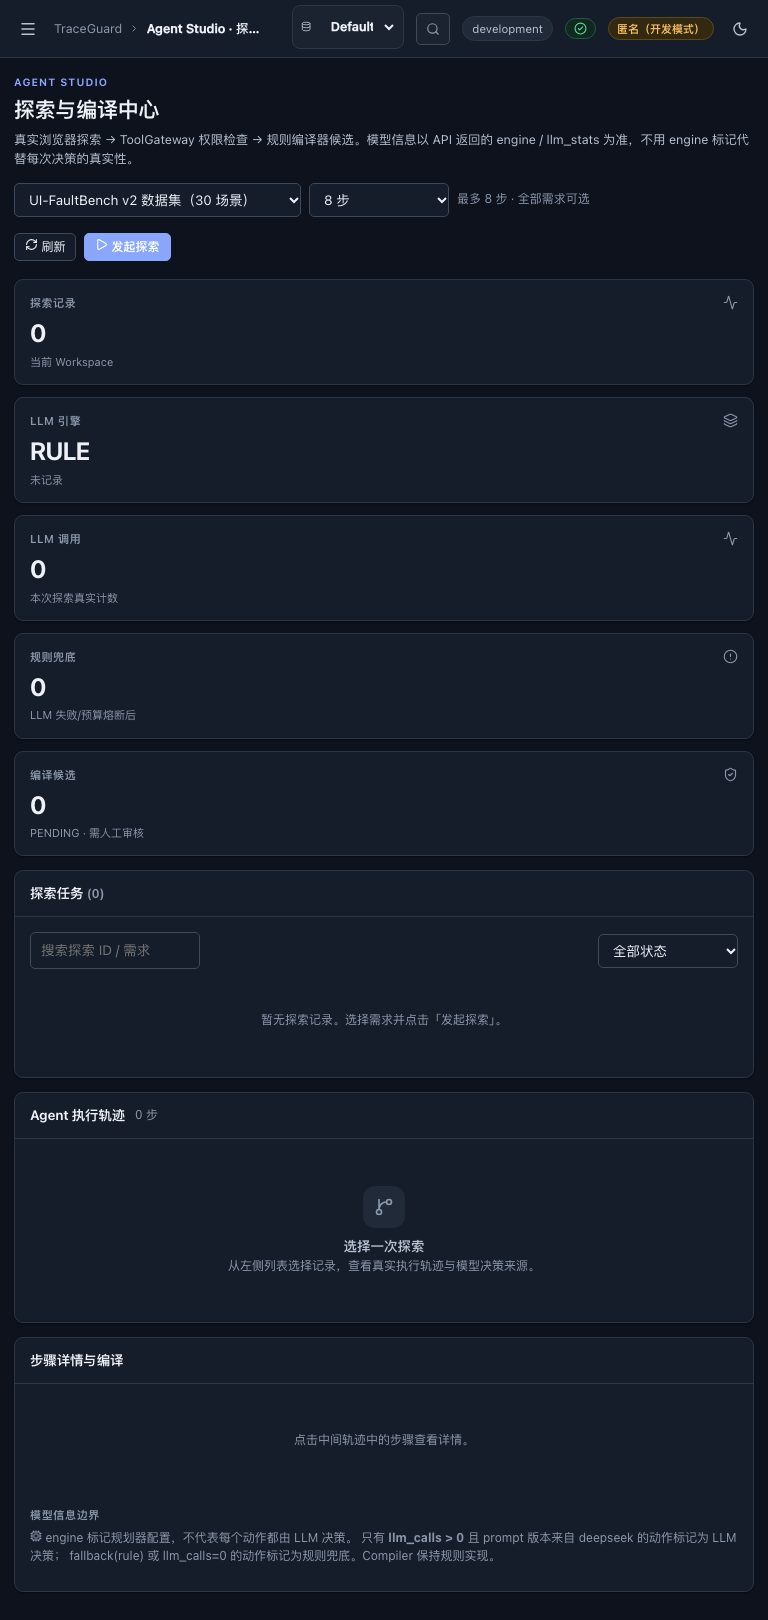 TraceGuard
Agent Studio · 探...
Default
development
匿名（开发模式）
AGENT STUDIO
探索与编译中心
真实浏览器探索 → ToolGateway 权限检查 → 规则编译器候选。模型信息以 API 返回的 engine / llm_stats 为准，不用 engine 标记代
替每次决策的真实性。
UI-FaultBench v2 数据集（30 场景）
8 步
最多 8 步 · 全部需求可选
刷新
发起探索
探索记录
0
当前 Workspace
LLM 引擎
RULE
未记录
LLM 调用
0
本次探索真实计数
规则兜底
0
LLM 失败/预算熔断后
编译候选
0
PENDING · 需人工审核
探索任务 (0)
搜索探索 ID / 需求
全部状态
暂无探索记录。选择需求并点击「发起探索」。
Agent 执行轨迹 0 步
选择一次探索
从左侧列表选择记录，查看真实执行轨迹与模型决策来源。
步骤详情与编译
点击中间轨迹中的步骤查看详情。
模型信息边界
engine 标记规划器配置，不代表每个动作都由 LLM 决策。 只有 llm_calls > 0 且 prompt 版本来自 deepseek 的动作标记为 LLM
决策； fallback(rule) 或 llm_calls=0 的动作标记为规则兜底。Compiler 保持规则实现。